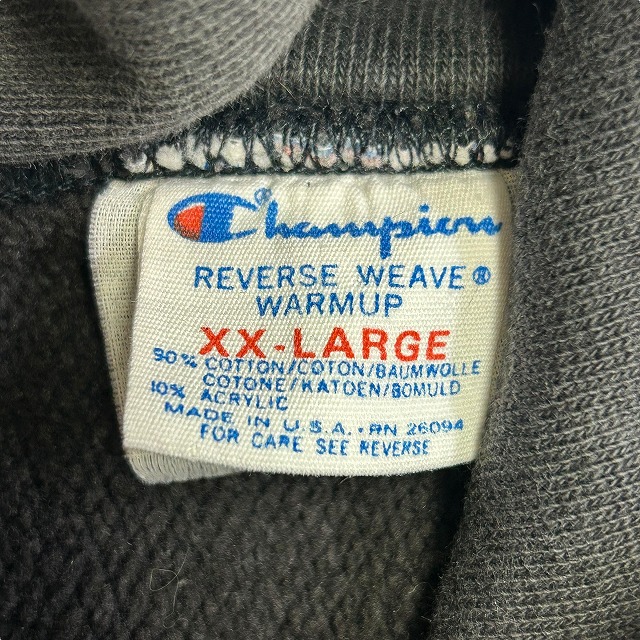 Champion
REVERSE WEAVE®
WARMUP
XX-LARGE
90% COTTON/COTON/BAUMWOLLE
COTONE/KATOEN/BOMULD
10% ACRYLIC
MADE IN U.S.A. · RN 26094
FOR CARE SEE REVERSE